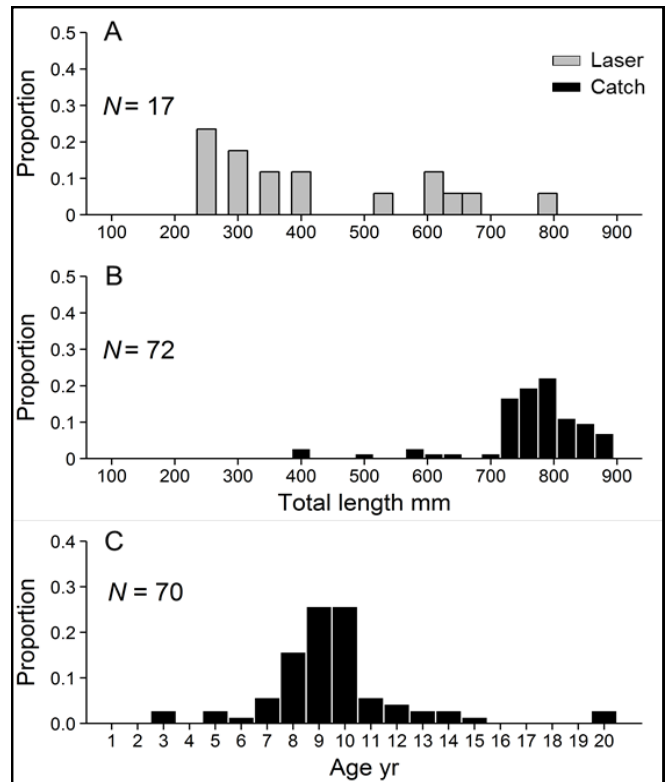 A
0.5
0.4
0.3
0.2
0.1
0
Proportion
N = 17
Laser
Catch
100 200 300 400 500 600 700 800 900
B
0.5
0.4
0.3
0.2
0.1
0
Proportion
N = 72
100 200 300 400 500 600 700 800 900
Total length mm
C
0.4
0.3
0.2
0.1
0.0
Proportion
N = 70
1 2 3 4 5 6 7 8 9 10 11 12 13 14 15 16 17 18 19 20
Age yr